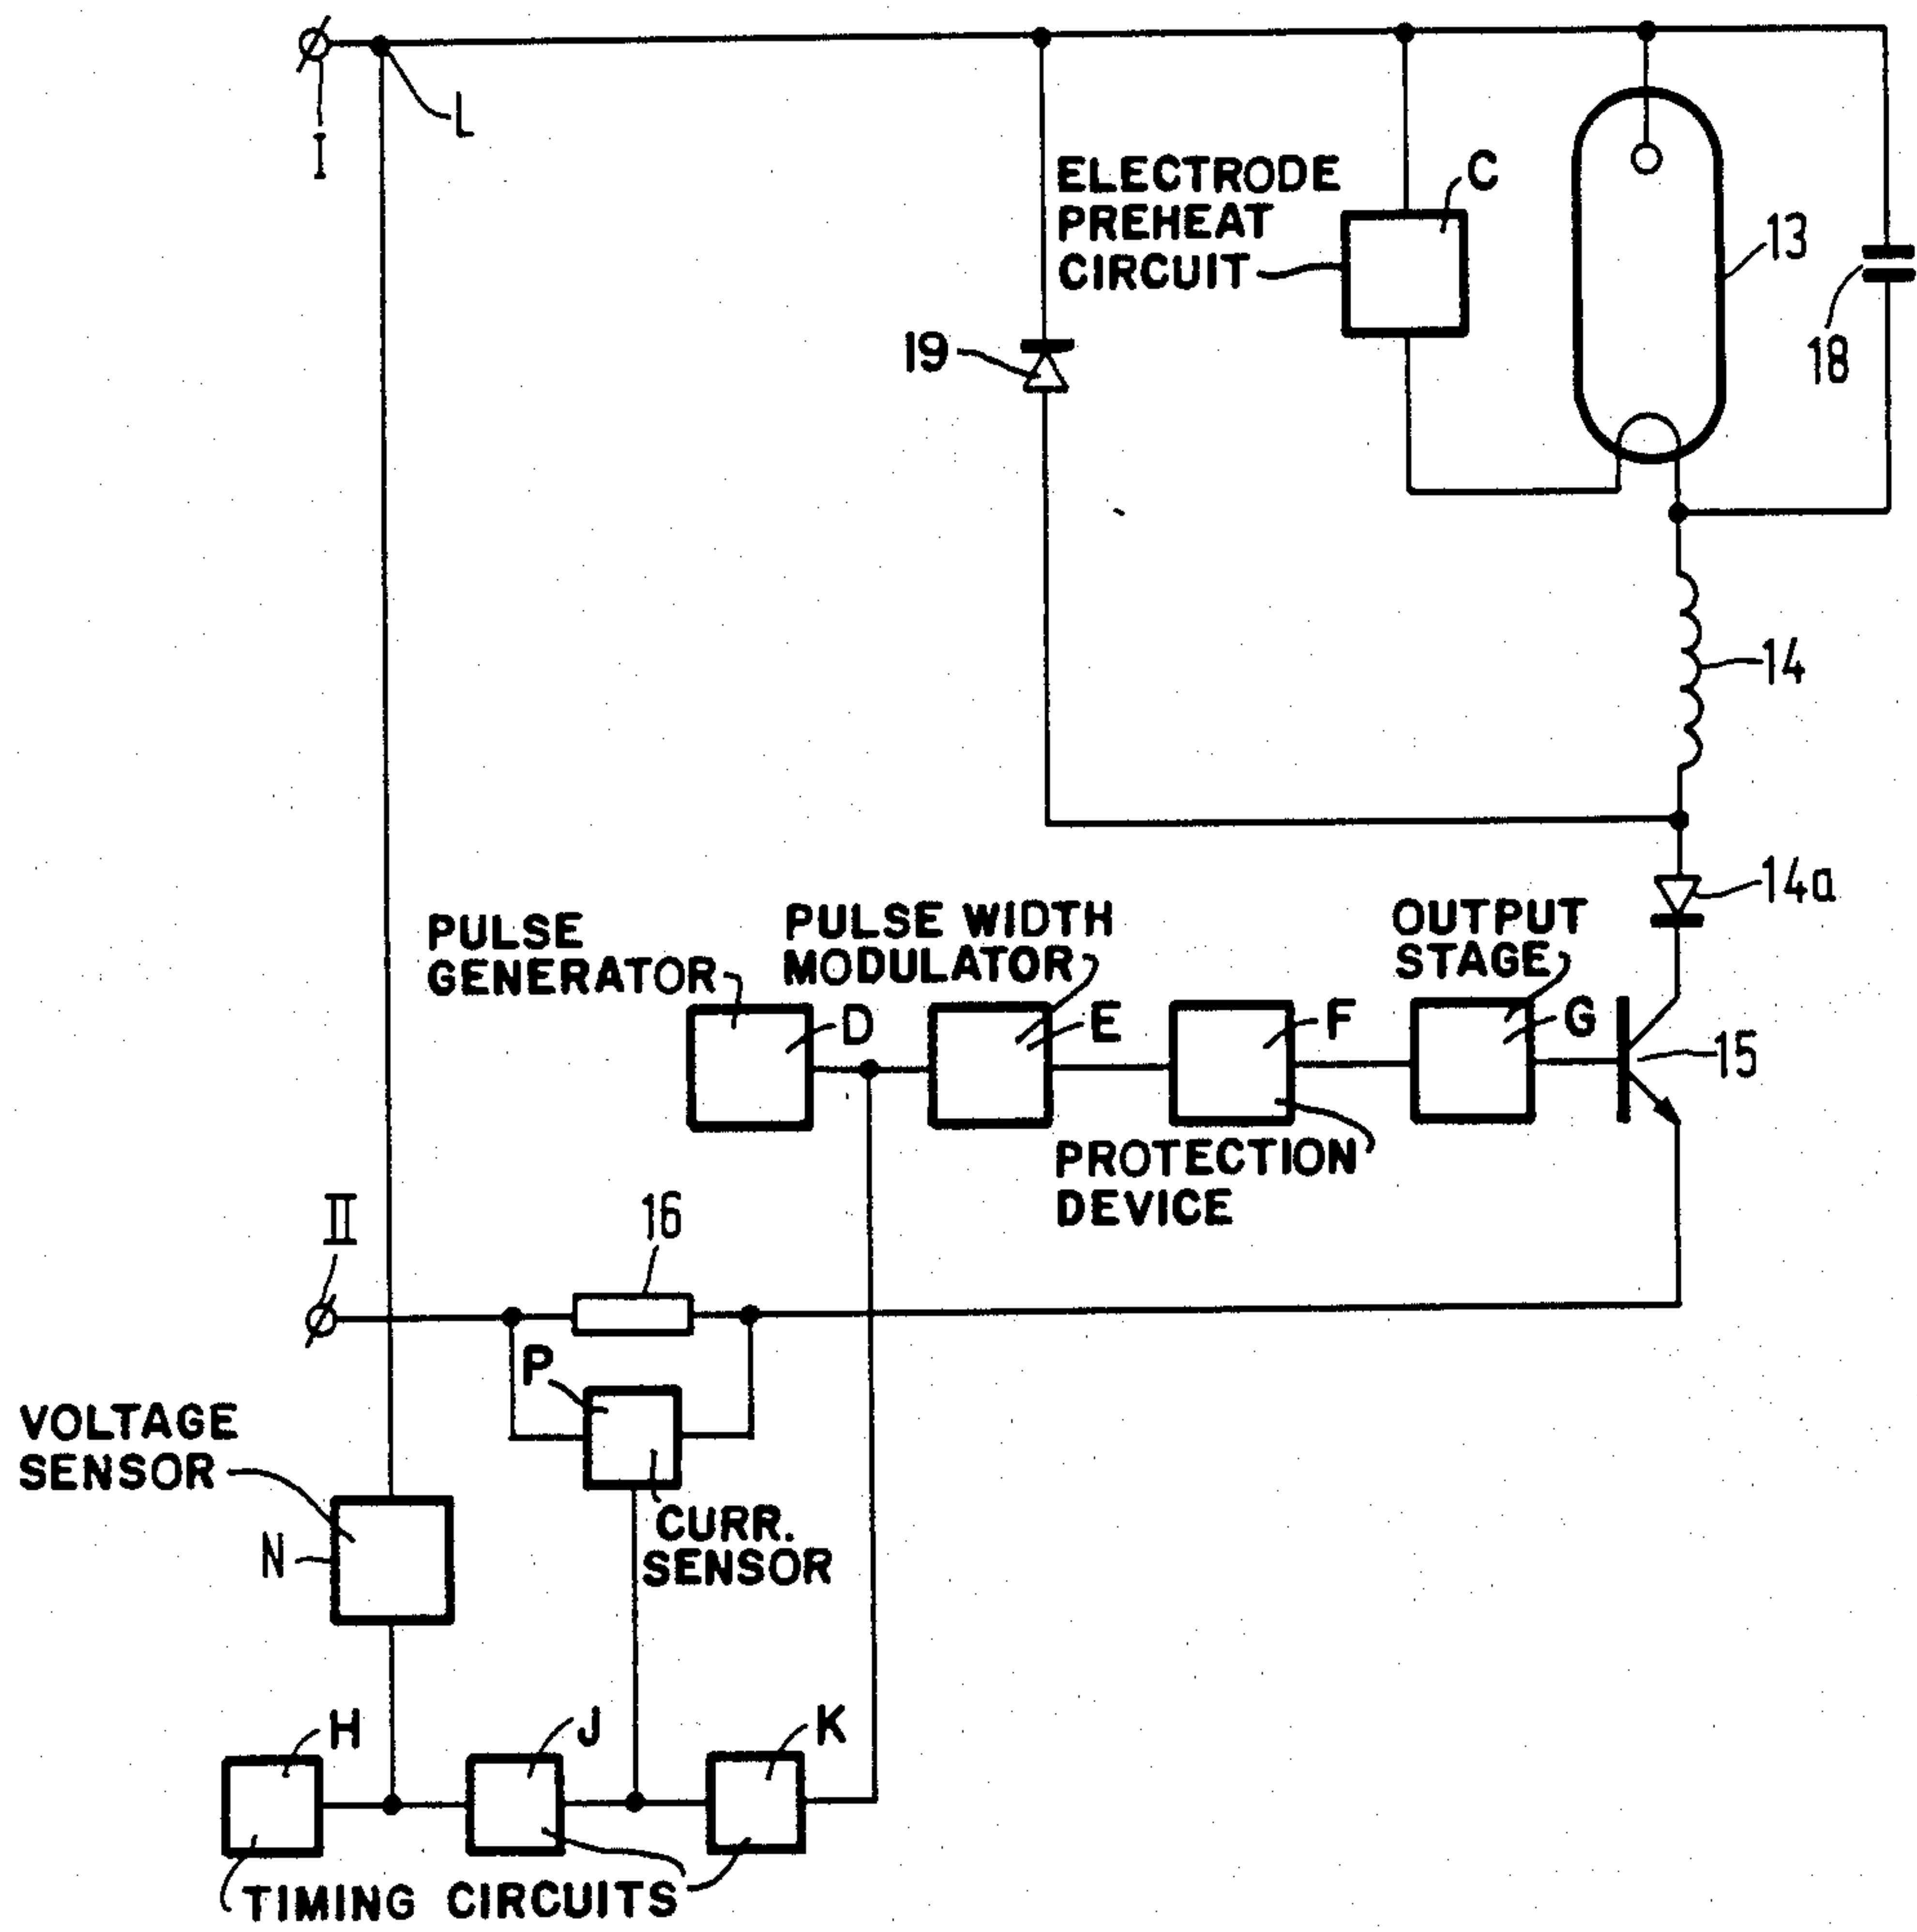 I
L
ELECTRODE
PREHEAT
CIRCUIT
C
13
18
19
14
14a
PULSE
GENERATOR
D
PULSE WIDTH
MODULATOR
E
F
OUTPUT
STAGE
G
15
PROTECTION
DEVICE
II
16
P
VOLTAGE
SENSOR
N
CURR.
SENSOR
H
J
K
TIMING CIRCUITS